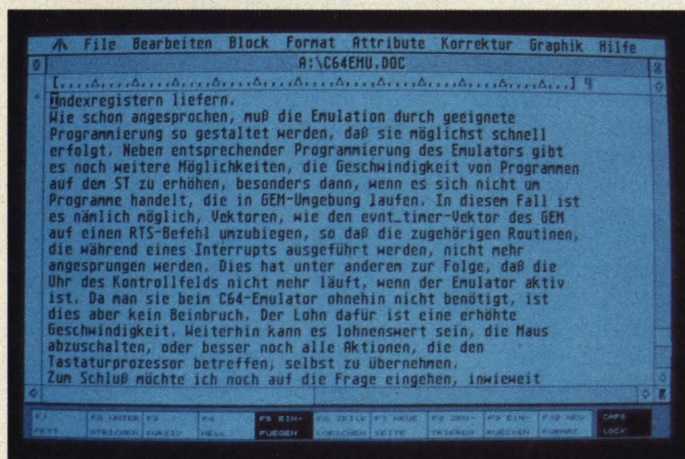 File Bearbeiten Block Format Attribute Korrektur Graphik Hilfe
A:\C64EMU.DOC
Indexregistern liefern.
Wie schon angesprochen, muß die Emulation durch geeignete
Programmierung so gestaltet werden, daß sie möglichst schnell
erfolgt. Neben entsprechender Programmierung des Emulators gibt
es noch weitere Möglichkeiten, die Geschwindigkeit von Programmen
auf dem ST zu erhöhen, besonders dann, wenn es sich nicht um
Programme handelt, die in GEM-Umgebung laufen. In diesem Fall ist
es nämlich möglich, Vektoren, wie den evnt_timer-Vektor des GEM
auf einen RTS-Befehl umzubiegen, so daß die zugehörigen Routinen,
die während eines Interrupts ausgeführt werden, nicht mehr
angesprungen werden. Dies hat unter anderem zur Folge, daß die
Uhr des Kontrollfelds nicht mehr läuft, wenn der Emulator aktiv
ist. Da man sie beim C64-Emulator ohnehin nicht benötigt, ist
dies aber kein Beinbruch. Der Lohn dafür ist eine erhöhte
Geschwindigkeit. Weiterhin kann es lohnenswert sein, die Maus
abzuschalten, oder besser noch alle Aktionen, die den
Tastaturprozessor betreffen, selbst zu übernehmen.
Zum Schluß möchte ich noch auf die Frage eingehen, inwieweit
F2 UNTER F3 F4 F5 EIN- F6 ZEILE F7 NEUE F8 ZEN- F9 EIN- F10 NEU CAPS
STREICHEN KURSIV HELL FUEGEN LOESCHEN SEITE TRIEREN RUECKEN FORMAT. LOCK